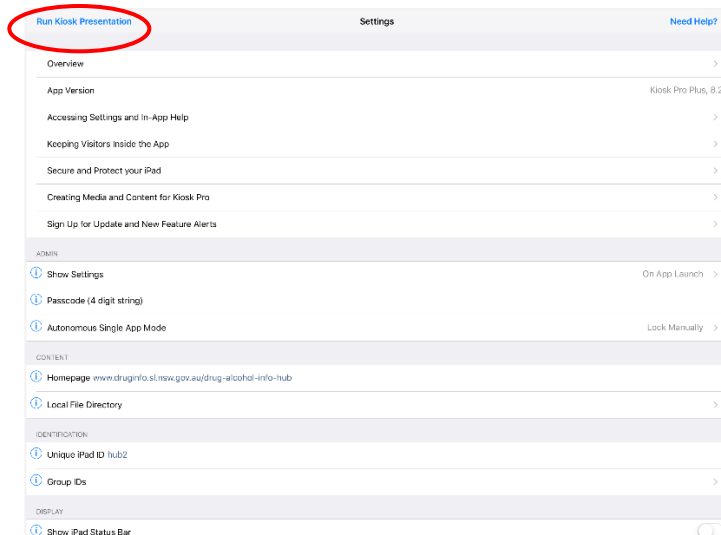 Run Kiosk Presentation Settings Need Help?
Overview
App Version Kiosk Pro Plus, 8.2
Accessing Settings and In-App Help
Keeping Visitors Inside the App
Secure and Protect your iPad
Creating Media and Content for Kiosk Pro
Sign Up for Update and New Feature Alerts
ADMIN
Show Settings On App Launch
Passcode (4 digit string)
Autonomous Single App Mode Lock Manually
CONTENT
Homepage www.druginfo.sl.nsw.gov.au/drug-alcohol-info-hub
Local File Directory
IDENTIFICATION
Unique iPad ID hub2
Group IDs
DISPLAY
Show iPad Status Bar